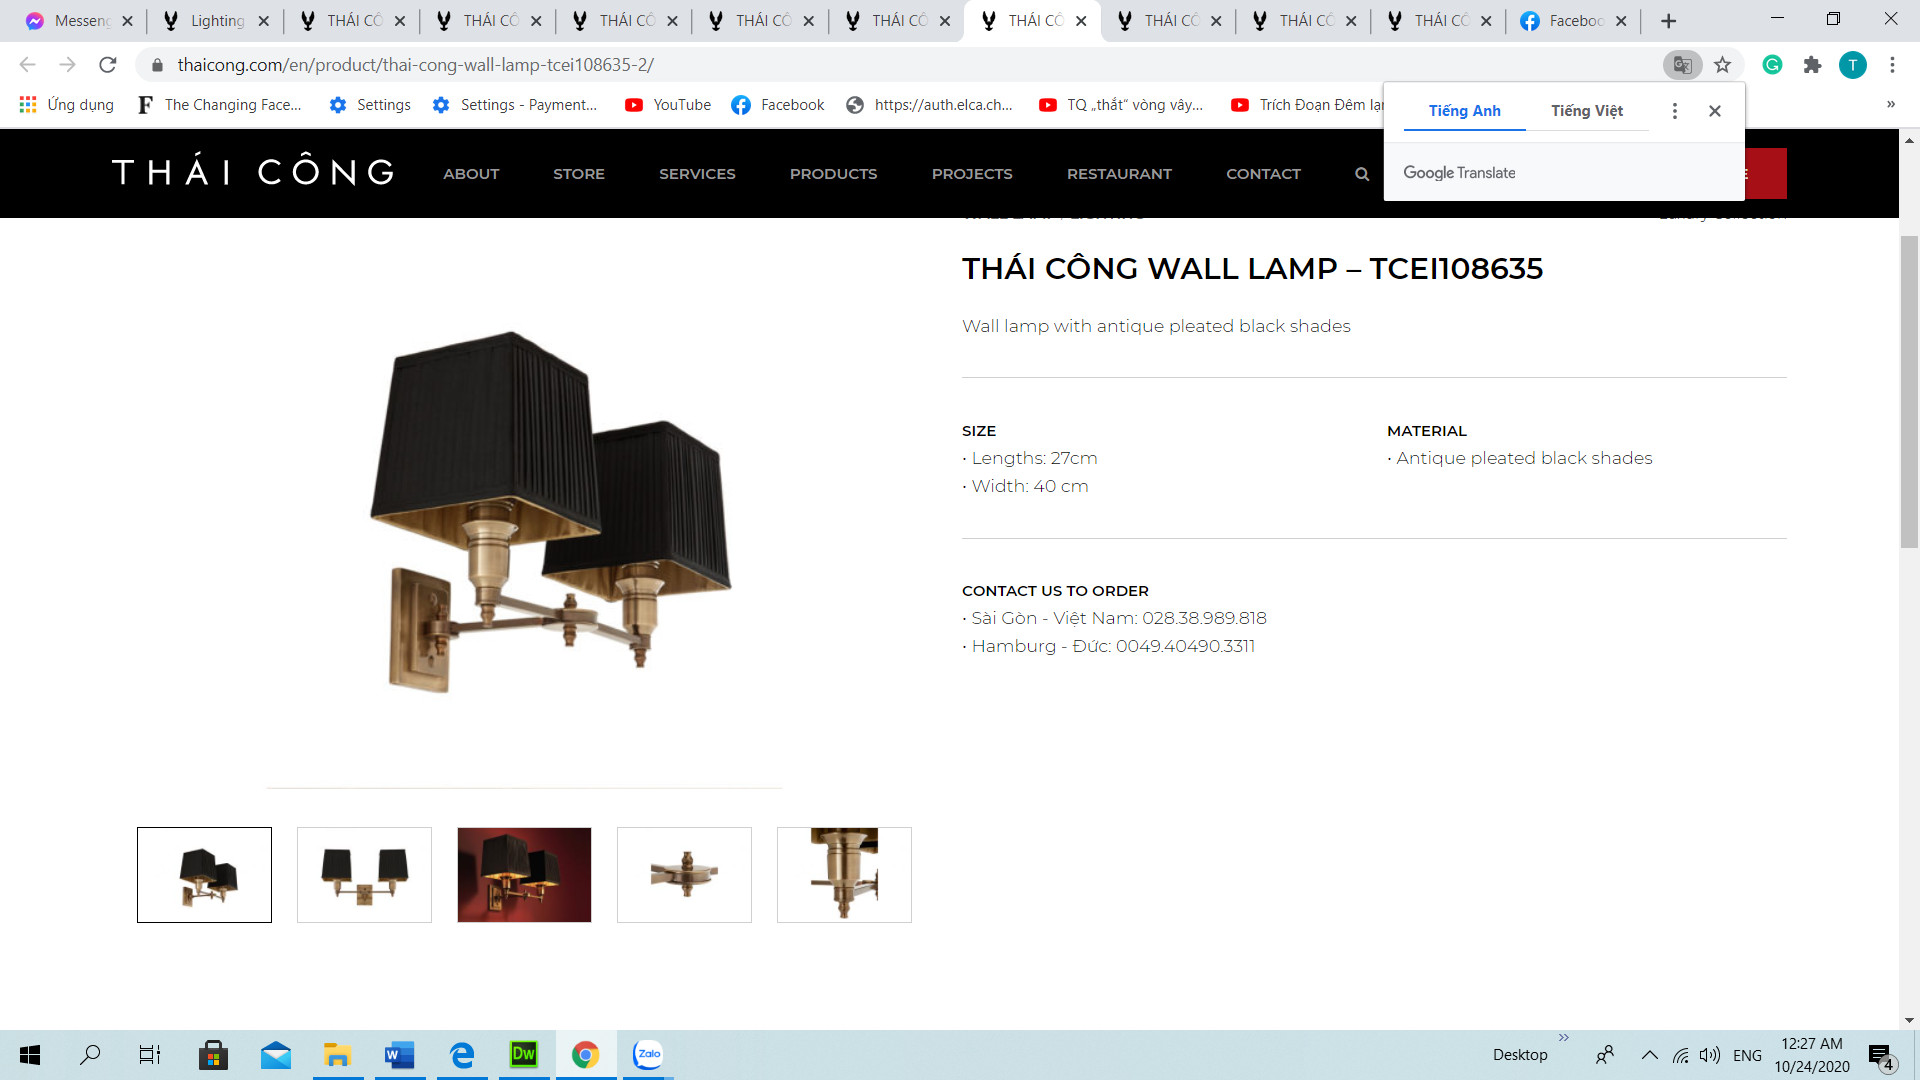 Messeng
Lighting
THÁI CÔ
THÁI CÔ
THÁI CÔ
THÁI CÔ
THÁI CÔ
THÁI CÔ
THÁI CÔ
THÁI CÔ
THÁI CÔ
Faceboo
thaicong.com/en/product/thai-cong-wall-lamp-tcei108635-2/
T
Ứng dụng
The Changing Face...
Settings
Settings - Payment...
YouTube
Facebook
https://auth.elca.ch...
TQ „thắt“ vòng vây...
Trích Đoạn Đêm lạn
»
Tiếng Anh
Tiếng Việt
Google Translate
THÁI CÔNG
ABOUT
STORE
SERVICES
PRODUCTS
PROJECTS
RESTAURANT
CONTACT
THÁI CÔNG WALL LAMP – TCEI108635
Wall lamp with antique pleated black shades
SIZE
• Lengths: 27cm
• Width: 40 cm
MATERIAL
• Antique pleated black shades
CONTACT US TO ORDER
• Sài Gòn - Việt Nam: 028.38.989.818
• Hamburg - Đức: 0049.40490.3311
Dw
Zalo
Desktop
»
ENG
12:27 AM
10/24/2020
4